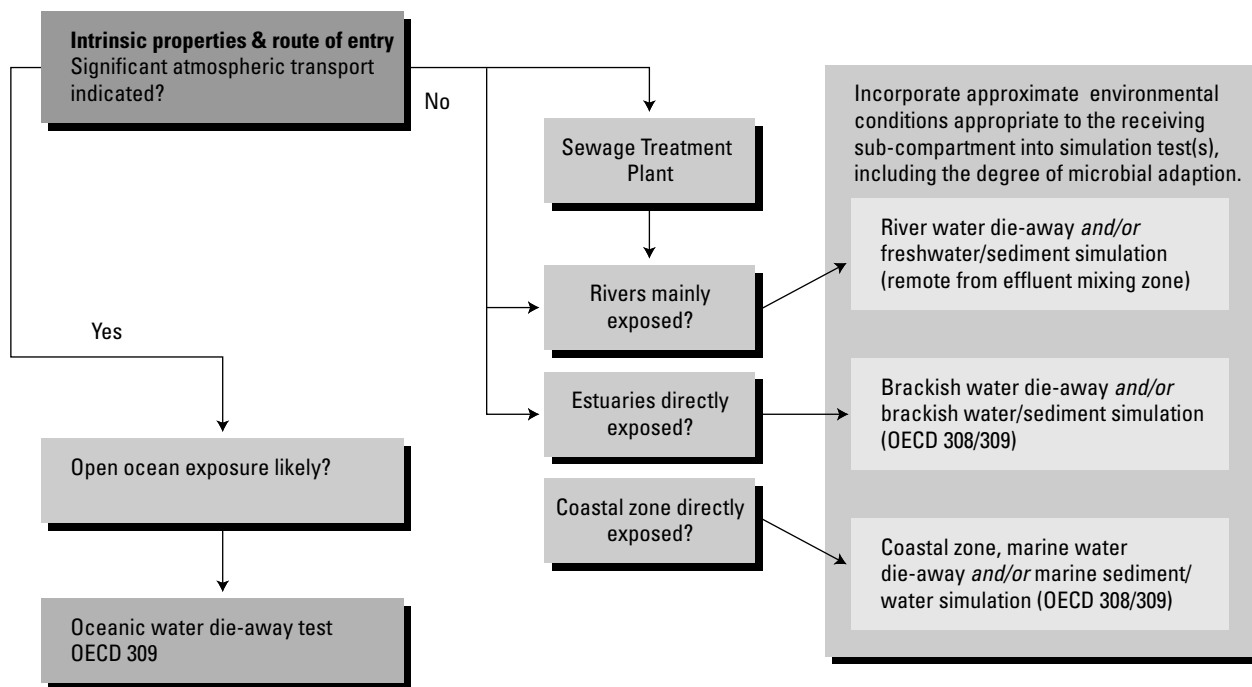 Intrinsic properties & route of entry
Significant atmospheric transport
indicated?
No
Yes
Open ocean exposure likely?
Oceanic water die-away test
OECD 309
Sewage Treatment
Plant
Rivers mainly
exposed?
Estuaries directly
exposed?
Coastal zone directly
exposed?
Incorporate approximate environmental
conditions appropriate to the receiving
sub-compartment into simulation test(s),
including the degree of microbial adaption.
River water die-away and/or
freshwater/sediment simulation
(remote from effluent mixing zone)
Brackish water die-away and/or
brackish water/sediment simulation
(OECD 308/309)
Coastal zone, marine water
die-away and/or marine sediment/
water simulation (OECD 308/309)